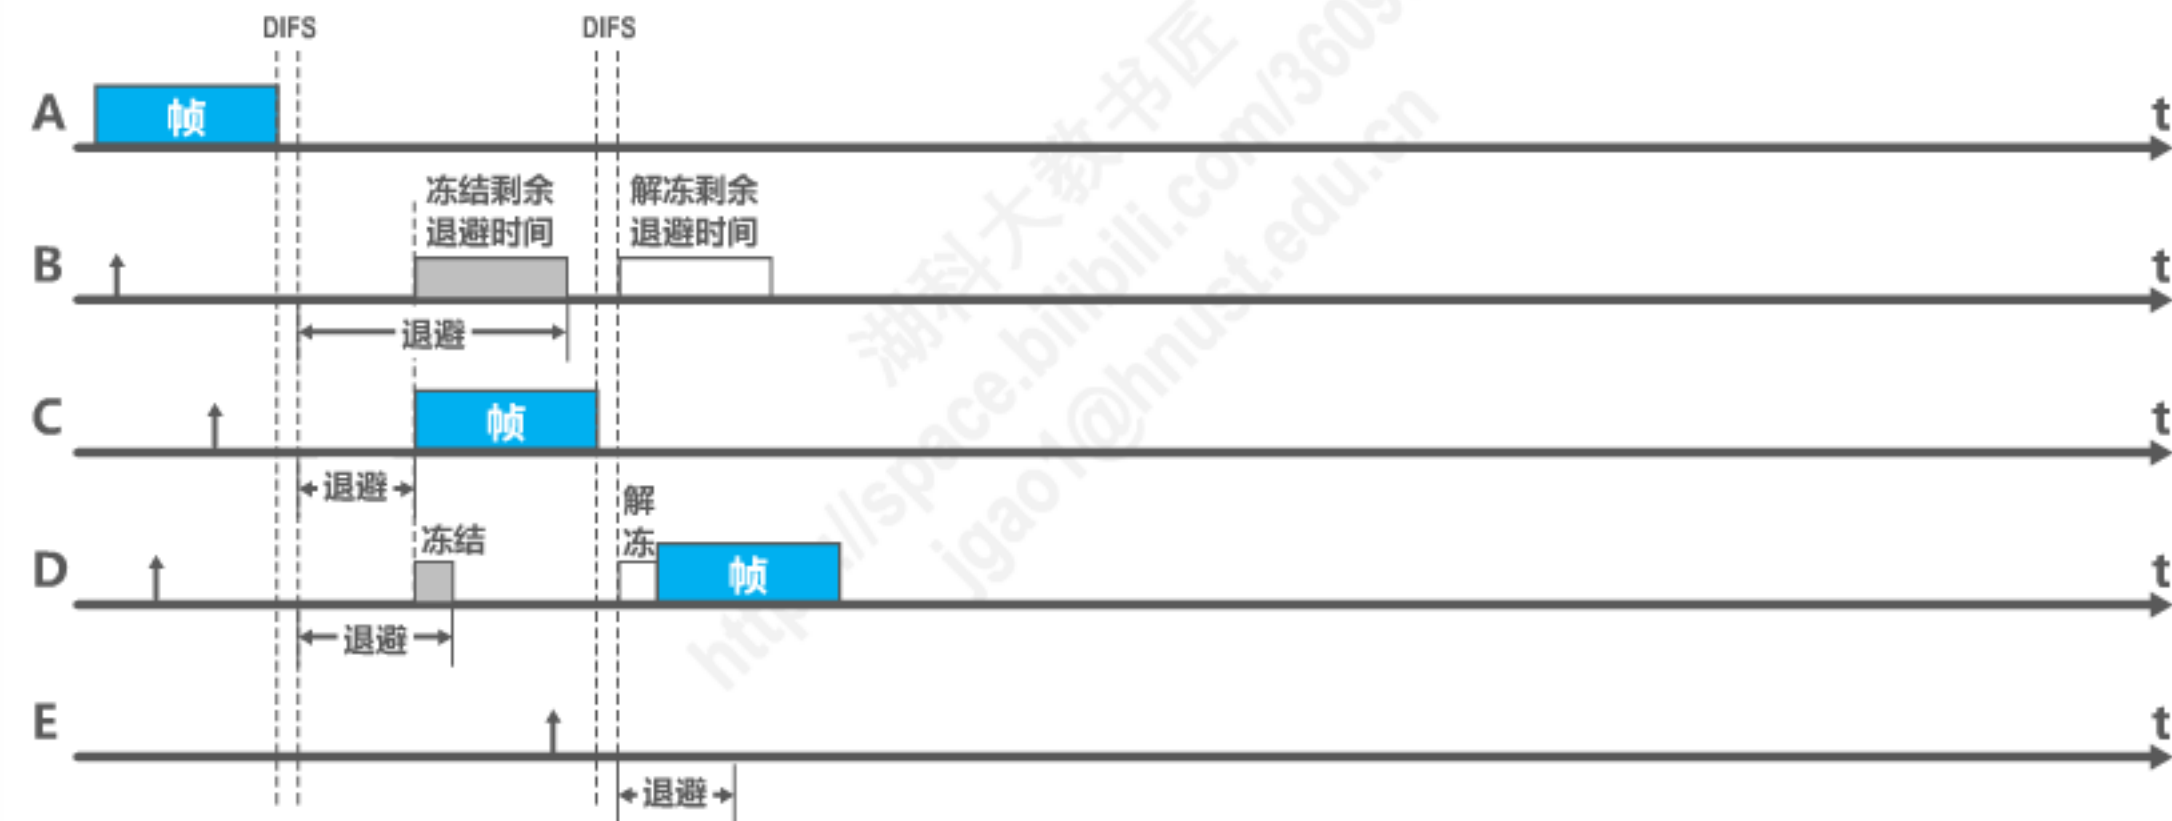 DIFS
DIFS
A
帧
t
冻结剩余
退避时间
解冻剩余
退避时间
B
t
退避
C
帧
t
退避
解
冻
冻结
D
帧
t
退避
E
t
退避
湖科大教书匠
http://space.bilibili.com/3609
jgao1@hnust.edu.cn